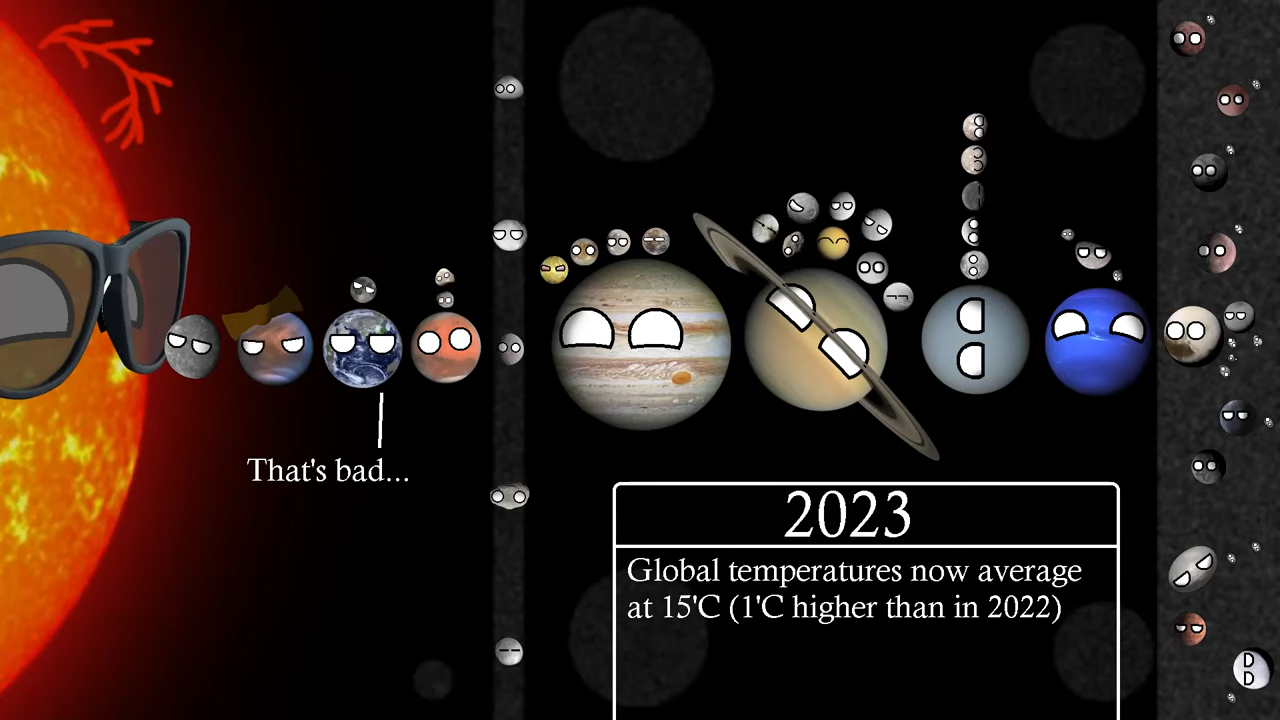 That's bad...
2023
Global temperatures now average
at 15'C (1'C higher than in 2022)